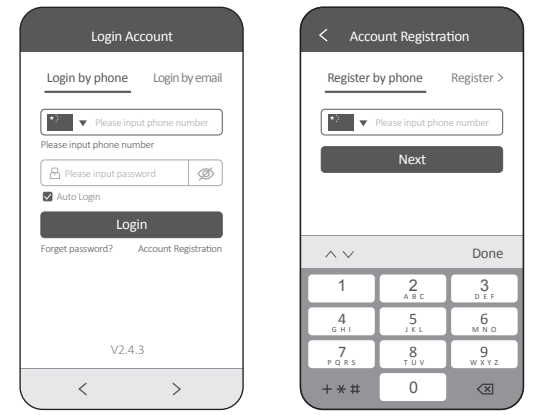 Login Account
Login by phone Login by email
Please input phone number
Please input phone number
Please input password
Auto Login
Login
Forget password? Account Registration
V2.4.3
< >
< Account Registration
Register by phone Register >
Please input phone number
Next
Done
1 2 3
ABC DEF
4 5 6
GHI JKL MNO
7 8 9
PQRS TUV WXYZ
+*# 0